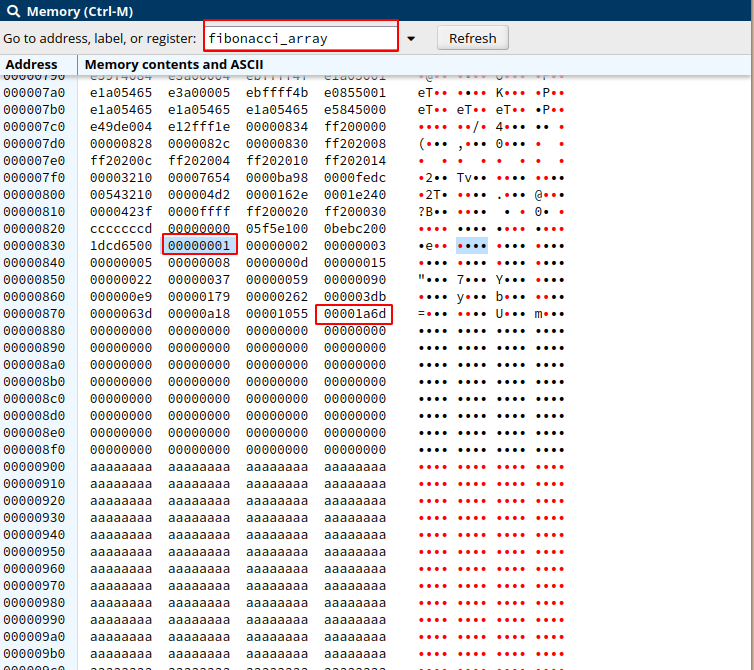 Memory (Ctrl-M)
Go to address, label, or register: fibonacci_array Refresh
Address Memory contents and ASCII
000007a0 e1a05465 e3a00005 ebffff4b e0855001 eT•• •••• K••• •P••
000007b0 e1a05465 e1a05465 e1a05465 e5845000 eT•• eT•• eT•• •P••
000007c0 e49de004 e12fff1e 00000834 ff200000 •••• ••/• 4••• •• •
000007d0 00000828 0000082c 00000830 ff202008 (••• ,••• 0••• • •
000007e0 ff20200c ff202004 ff202010 ff202014 • • • • • • • •
000007f0 00003210 00007654 0000ba98 0000fedc •2•• Tv•• •••• ••••
00000800 00543210 000004d2 0000162e 0001e240 •2T• •••• .••• @•••
00000810 0000423f 0000ffff ff200020 ff200030 ?B•• •••• • • 0• •
00000820 cccccccd 00000000 05f5e100 0bebc200 •••• •••• •••• ••••
00000830 1dcd6500 00000001 00000002 00000003 •e•• •••• •••• ••••
00000840 00000005 00000008 0000000d 00000015 •••• •••• •••• ••••
00000850 00000022 00000037 00000059 00000090 "••• 7••• Y••• ••••
00000860 000000e9 00000179 00000262 000003db •••• y••• b••• ••••
00000870 0000063d 00000a18 00001055 00001a6d =••• •••• U••• m•••
00000880 00000000 00000000 00000000 00000000 •••• •••• •••• ••••
00000890 00000000 00000000 00000000 00000000 •••• •••• •••• ••••
000008a0 00000000 00000000 00000000 00000000 •••• •••• •••• ••••
000008b0 00000000 00000000 00000000 00000000 •••• •••• •••• ••••
000008c0 00000000 00000000 00000000 00000000 •••• •••• •••• ••••
000008d0 00000000 00000000 00000000 00000000 •••• •••• •••• ••••
000008e0 00000000 00000000 00000000 00000000 •••• •••• •••• ••••
000008f0 00000000 00000000 00000000 00000000 •••• •••• •••• ••••
00000900 aaaaaaaa aaaaaaaa aaaaaaaa aaaaaaaa •••• •••• •••• ••••
00000910 aaaaaaaa aaaaaaaa aaaaaaaa aaaaaaaa •••• •••• •••• ••••
00000920 aaaaaaaa aaaaaaaa aaaaaaaa aaaaaaaa •••• •••• •••• ••••
00000930 aaaaaaaa aaaaaaaa aaaaaaaa aaaaaaaa •••• •••• •••• ••••
00000940 aaaaaaaa aaaaaaaa aaaaaaaa aaaaaaaa •••• •••• •••• ••••
00000950 aaaaaaaa aaaaaaaa aaaaaaaa aaaaaaaa •••• •••• •••• ••••
00000960 aaaaaaaa aaaaaaaa aaaaaaaa aaaaaaaa •••• •••• •••• ••••
00000970 aaaaaaaa aaaaaaaa aaaaaaaa aaaaaaaa •••• •••• •••• ••••
00000980 aaaaaaaa aaaaaaaa aaaaaaaa aaaaaaaa •••• •••• •••• ••••
00000990 aaaaaaaa aaaaaaaa aaaaaaaa aaaaaaaa •••• •••• •••• ••••
000009a0 aaaaaaaa aaaaaaaa aaaaaaaa aaaaaaaa •••• •••• •••• ••••
000009b0 aaaaaaaa aaaaaaaa aaaaaaaa aaaaaaaa •••• •••• •••• ••••